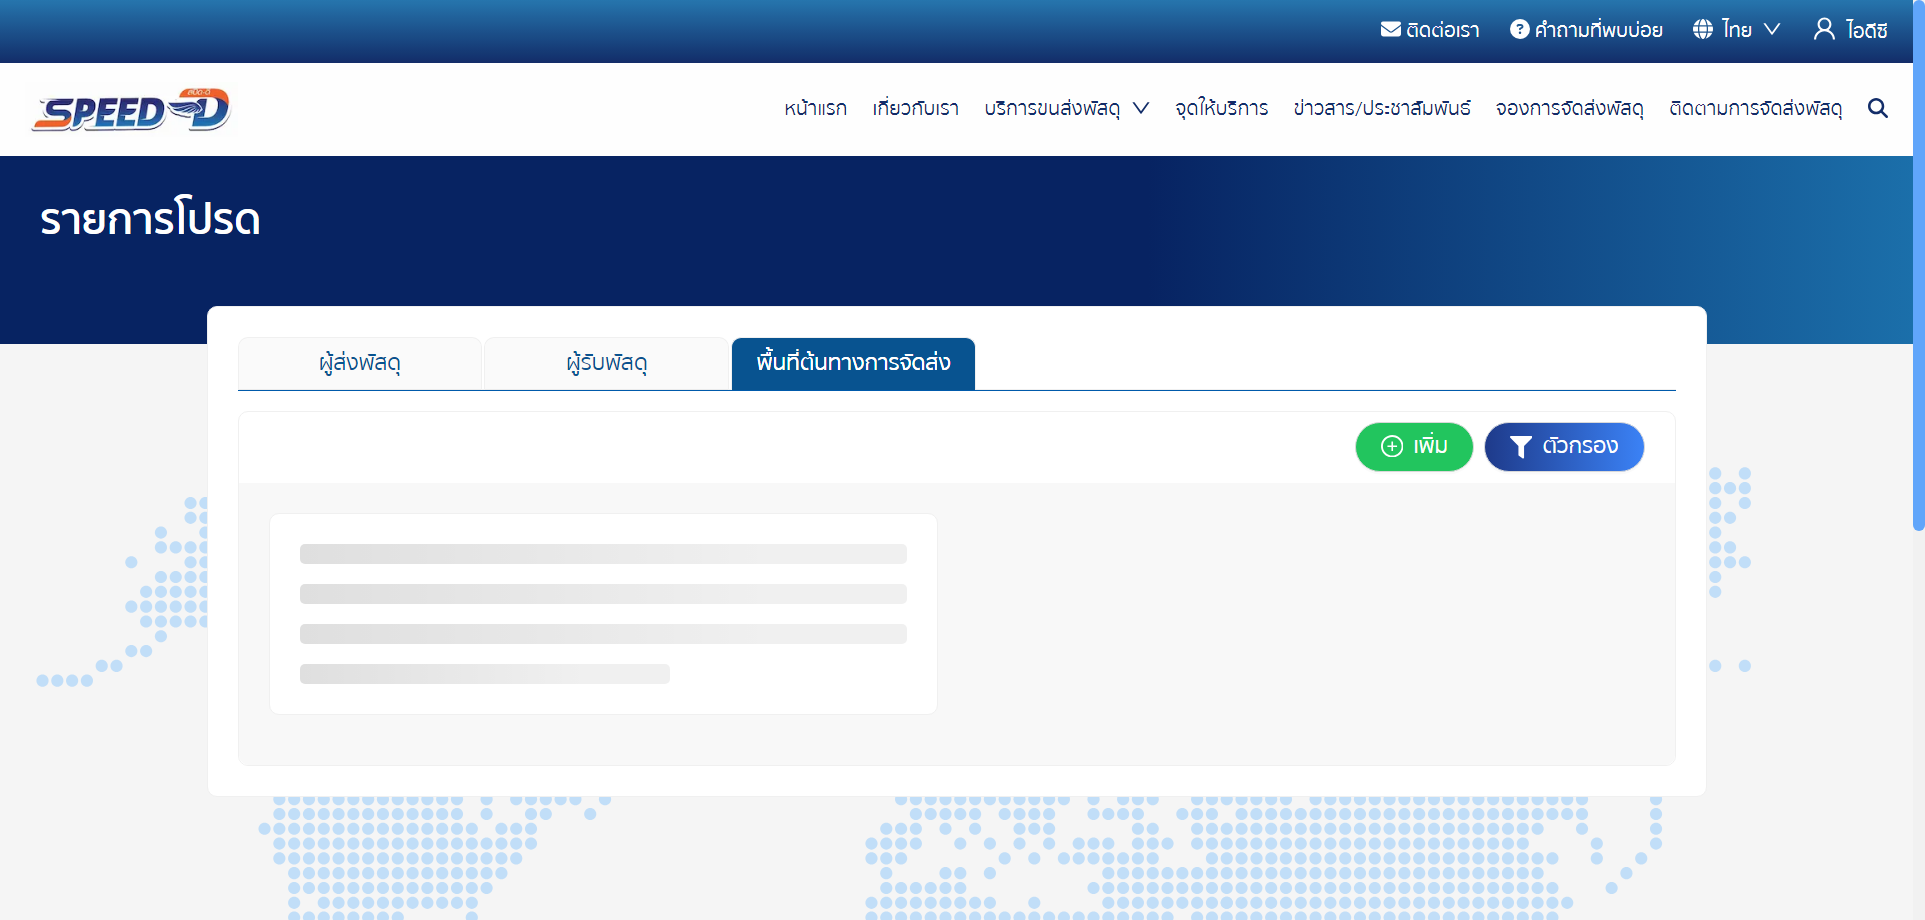 ติดต่อเรา คำถามที่พบบ่อย ไทย ไอดีซี
สปีด-ดี
SPEED-D
หน้าแรก เกี่ยวกับเรา บริการขนส่งพัสดุ จุดให้บริการ ข่าวสาร/ประชาสัมพันธ์ จองการจัดส่งพัสดุ ติดตามการจัดส่งพัสดุ
รายการโปรด
ผู้ส่งพัสดุ ผู้รับพัสดุ พื้นที่ต้นทางการจัดส่ง
เพิ่ม ตัวกรอง